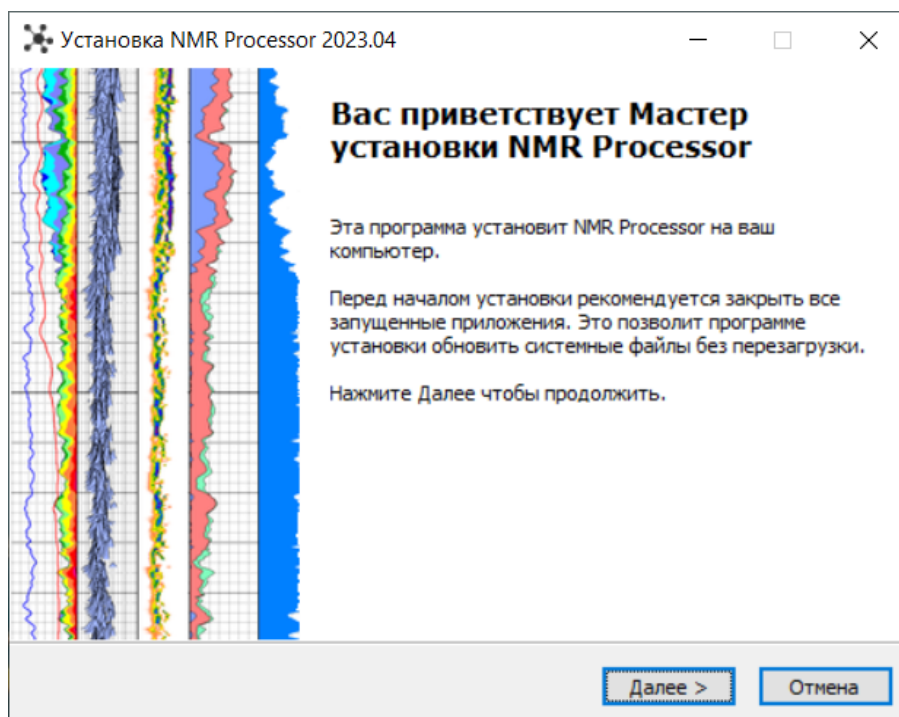 Установка NMR Processor 2023.04
Вас приветствует Мастер
установки NMR Processor
Эта программа установит NMR Processor на ваш
компьютер.
Перед началом установки рекомендуется закрыть все
запущенные приложения. Это позволит программе
установки обновить системные файлы без перезагрузки.
Нажмите Далее чтобы продолжить.
Далее >
Отмена